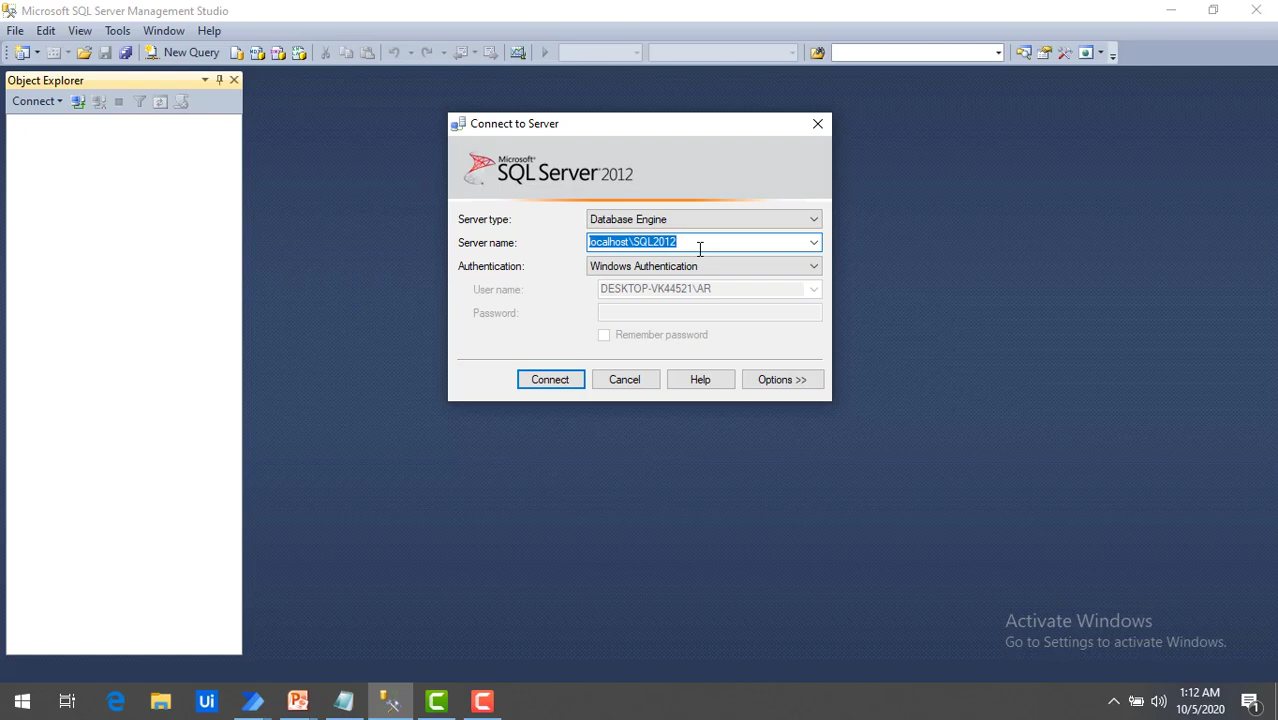 Microsoft SQL Server Management Studio
File Edit View Tools Window Help
New Query
Object Explorer
Connect
Connect to Server
Microsoft
SQL Server 2012
Server type: Database Engine
Server name: localhost\SQL2012
Authentication: Windows Authentication
User name: DESKTOP-VK44521\AR
Password:
Remember password
Connect Cancel Help Options >>
Activate Windows
Go to Settings to activate Windows.
Ui
1:12 AM
10/5/2020
1